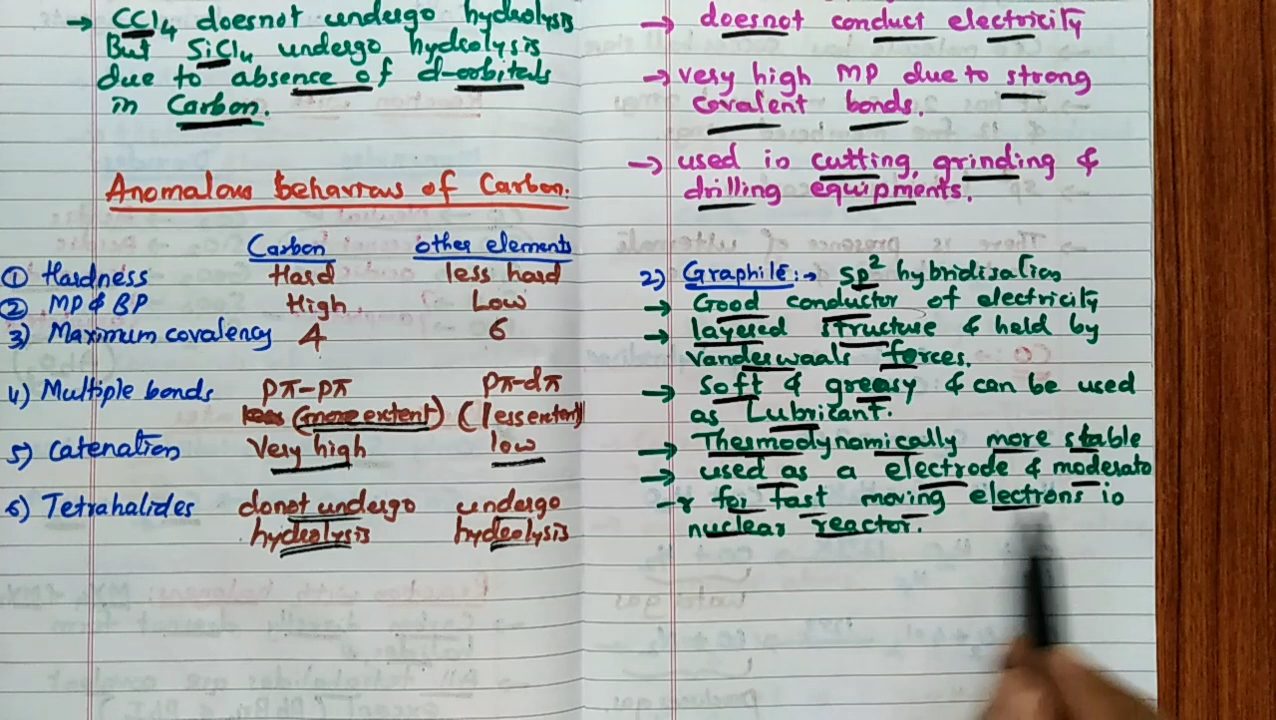 → CCl4 doesnot undergo hydrolysis
But SiCl4 undergo hydrolysis
due to absence of d-orbitals
in Carbon.
Anomalous behaviour of Carbon.
Carbon other elements
① Hardness Hard less hard
② MP & BP High Low
3) Maximum covalency 4 6
4) Multiple bonds pπ-pπ pπ-dπ
(more extent) (less extent)
5) Catenation Very high low
6) Tetrahalides donot undergo undergo
hydrolysis hydrolysis
→ doesnot conduct electricity
→ very high MP due to strong
covalent bonds.
→ used in cutting, grinding &
drilling equipments.
2) Graphite:→ SP2 hybridisation
→ Good conductor of electricity
→ layered structure & held by
Vanderwaals forces.
→ Soft & greasy & can be used
as Lubricant.
→ Thermodynamically more stable
→ used as a electrode & moderato
-r for fast moving electrons in
nuclear reactor.